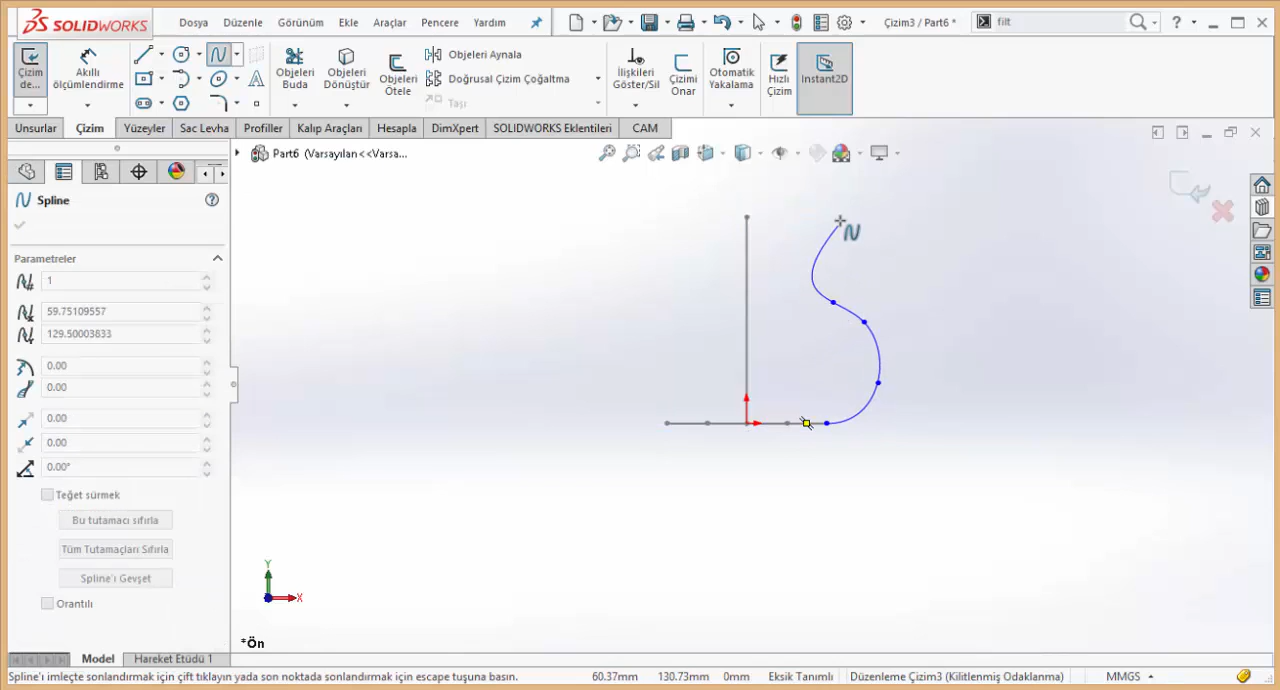 SOLIDWORKS
Dosya Düzenle Görünüm Ekle Araçlar Pencere Yardım
Çizim3 / Part6 *
filt
Çizim de...
Akıllı ölçümlendirme
Objeleri Buda
Objeleri Dönüştür
Objeleri Ötele
Objeleri Aynala
Doğrusal Çizim Çoğaltma
Taşı
İlişkileri Göster/Sil
Çizimi Onar
Otomatik Yakalama
Hızlı Çizim
Instant2D
Unsurlar Çizim Yüzeyler Sac Levha Profiller Kalıp Araçları Hesapla DimXpert SOLIDWORKS Eklentileri CAM
Part6 (Varsayılan<<Varsa...
Spline
Parametreler
1
59.75109557
129.50003833
0.00
0.00
0.00
0.00
0.00°
Teğet sürmek
Bu tutamacı sıfırla
Tüm Tutamaçları Sıfırla
Spline'ı Gevşet
Orantılı
Y
X
*Ön
Model Hareket Etüdü 1
Spline'ı imleçte sonlandırmak için çift tıklayın yada son noktada sonlandırmak için escape tuşuna basın. 60.37mm 130.73mm 0mm Eksik Tanımlı Düzenleme Çizim3 (Kilitlenmiş Odaklanma) MMGS